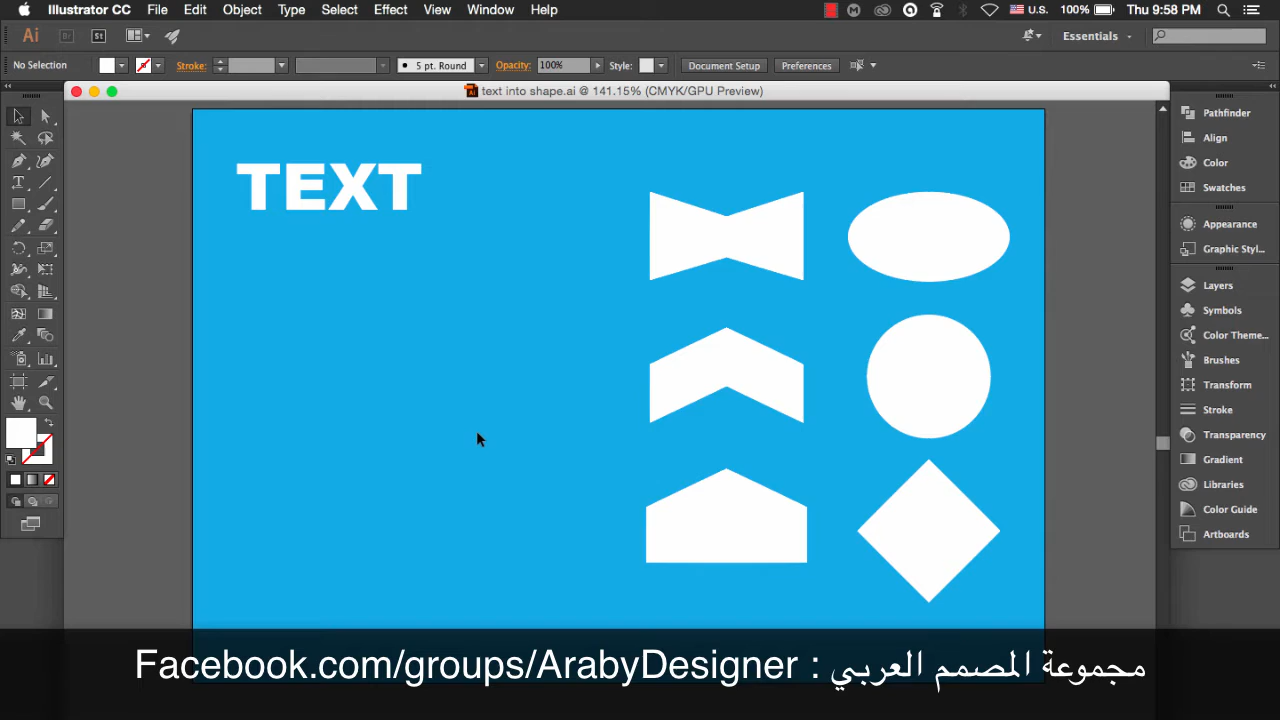 Illustrator CC File Edit Object Type Select Effect View Window Help U.S. 100% Thu 9:58 PM
Ai Br St Essentials
No Selection Stroke: 5 pt. Round Opacity: 100% Style: Document Setup Preferences
text into shape.ai @ 141.15% (CMYK/GPU Preview)
TEXT
Pathfinder
Align
Color
Swatches
Appearance
Graphic Styl...
Layers
Symbols
Color Theme...
Brushes
Transform
Stroke
Transparency
Gradient
Libraries
Color Guide
Artboards
مجموعة المصمم العربي : Facebook.com/groups/ArabyDesigner